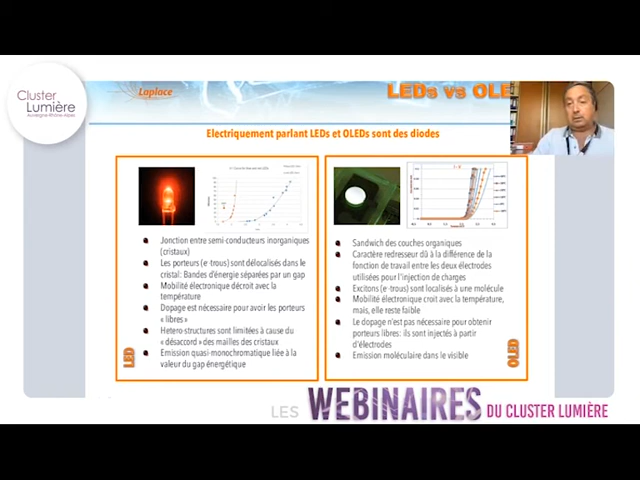 Cluster
Lumière
Auvergne-Rhône-Alpes
Laplace
LEDs vs OLE
Electriquement parlant LEDs et OLEDs sont des diodes
Jonction entre semi-conducteurs inorganiques
(cristaux)
Les porteurs (e-trous) sont délocalisés dans le
cristal: Bandes d'énergie séparées par un gap
Mobilité électronique décroit avec la
température
Dopage est nécessaire pour avoir les porteurs
« libres »
Hetero-structures sont limitées à cause du
« désaccord » des mailles des cristaux
Emission quasi-monochromatique liée à la
valeur du gap énergétique
LED
Sandwich des couches organiques
Caractère redresseur dû à la différence de la
fonction de travail entre les deux électrodes
utilisées pour l'injection de charges
Excitons (e-trous) sont localisés à une molécule
Mobilité électronique croit avec la température,
mais, elle reste faible
Le dopage n'est pas nécessaire pour obtenir
porteurs libres: ils sont injectés à partir
d'électrodes
Emission moléculaire dans le visible
OLED
LES WEBINAIRES DU CLUSTER LUMIÈRE